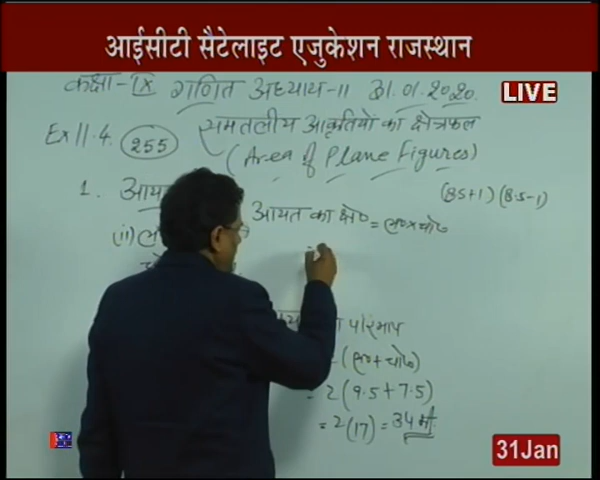 आईसीटी सैटेलाइट एजुकेशन राजस्थान
LIVE
कक्षा-IX गणित अध्याय-11 31.01.2020.
Ex 11.4. 255 समतलीय आकृतियों का क्षेत्रफल
(Area of Plane Figures)
1.
(8.5+1) (8.5-1)
आयत का क्षे० = ल०×चौ०
(ii)
परिमाप
(ल०+चौ०)
= 2(9.5+7.5)
= 2(17) = 34 मी
31Jan